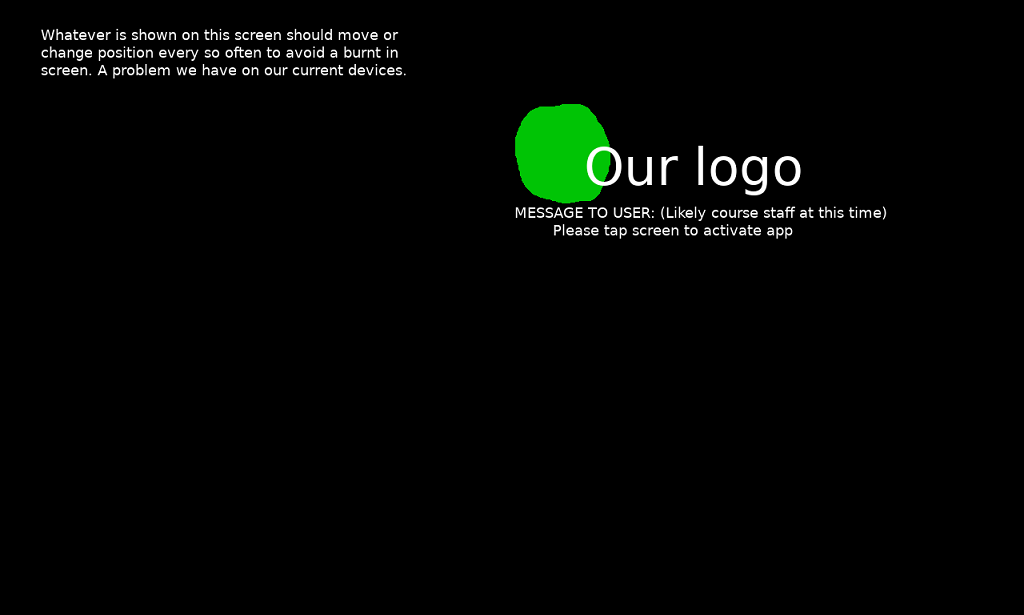 Whatever is shown on this screen should move or
change position every so often to avoid a burnt in
screen. A problem we have on our current devices.
Our logo
MESSAGE TO USER: (Likely course staff at this time)
Please tap screen to activate app